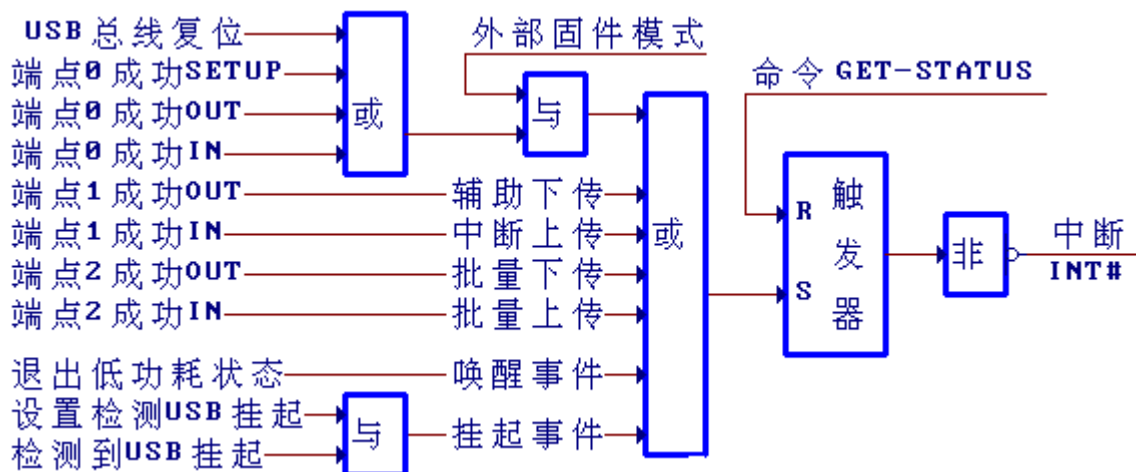 USB 总线复位
端点0 成功SETUP
端点0 成功OUT
端点0 成功IN
端点1 成功OUT
端点1 成功IN
端点2 成功OUT
端点2 成功IN
退出低功耗状态
设置检测USB挂起
检测到USB挂起
或
与
外部固件模式
与
辅助下传
中断上传
批量下传
批量上传
唤醒事件
挂起事件
或
命令 GET-STATUS
R
S
触发器
非
中断
INT#